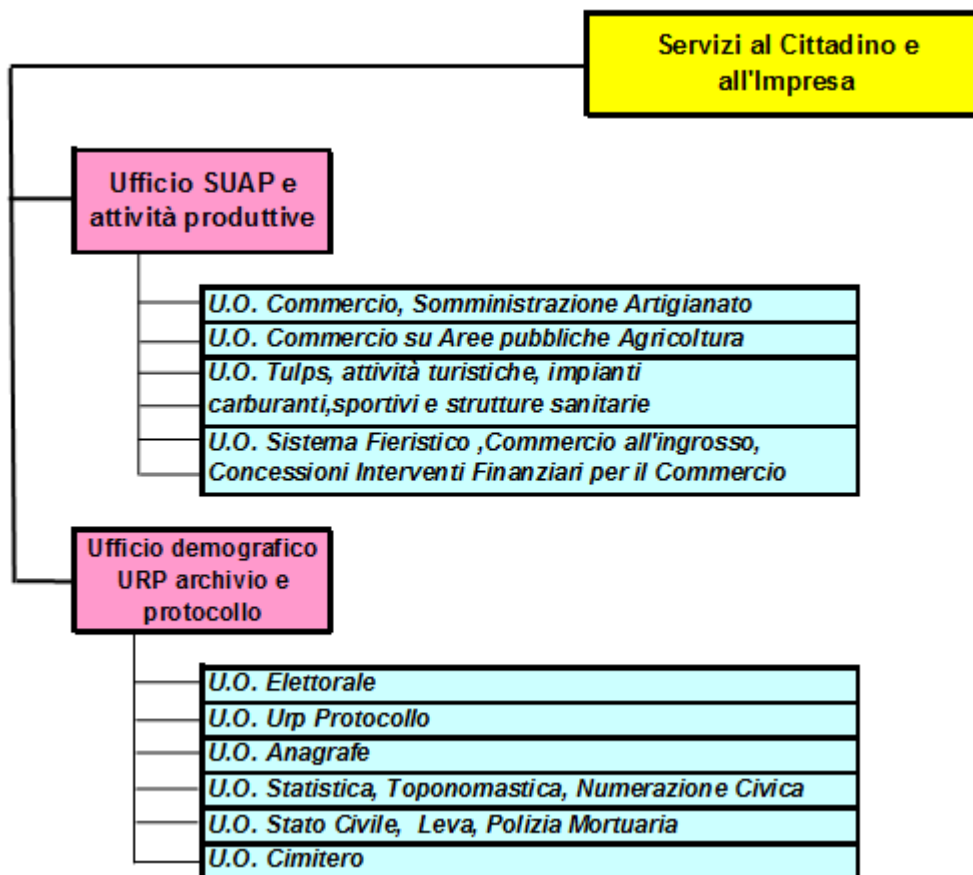 Servizi al Cittadino e
all'Impresa
Ufficio SUAP e
attività produttive
U.O. Commercio, Somministrazione Artigianato
U.O. Commercio su Aree pubbliche Agricoltura
U.O. Tulps, attività turistiche, impianti
carburanti,sportivi e strutture sanitarie
U.O. Sistema Fieristico ,Commercio all'ingrosso,
Concessioni Interventi Finanziari per il Commercio
Ufficio demografico
URP archivio e
protocollo
U.O. Elettorale
U.O. Urp Protocollo
U.O. Anagrafe
U.O. Statistica, Toponomastica, Numerazione Civica
U.O. Stato Civile, Leva, Polizia Mortuaria
U.O. Cimitero